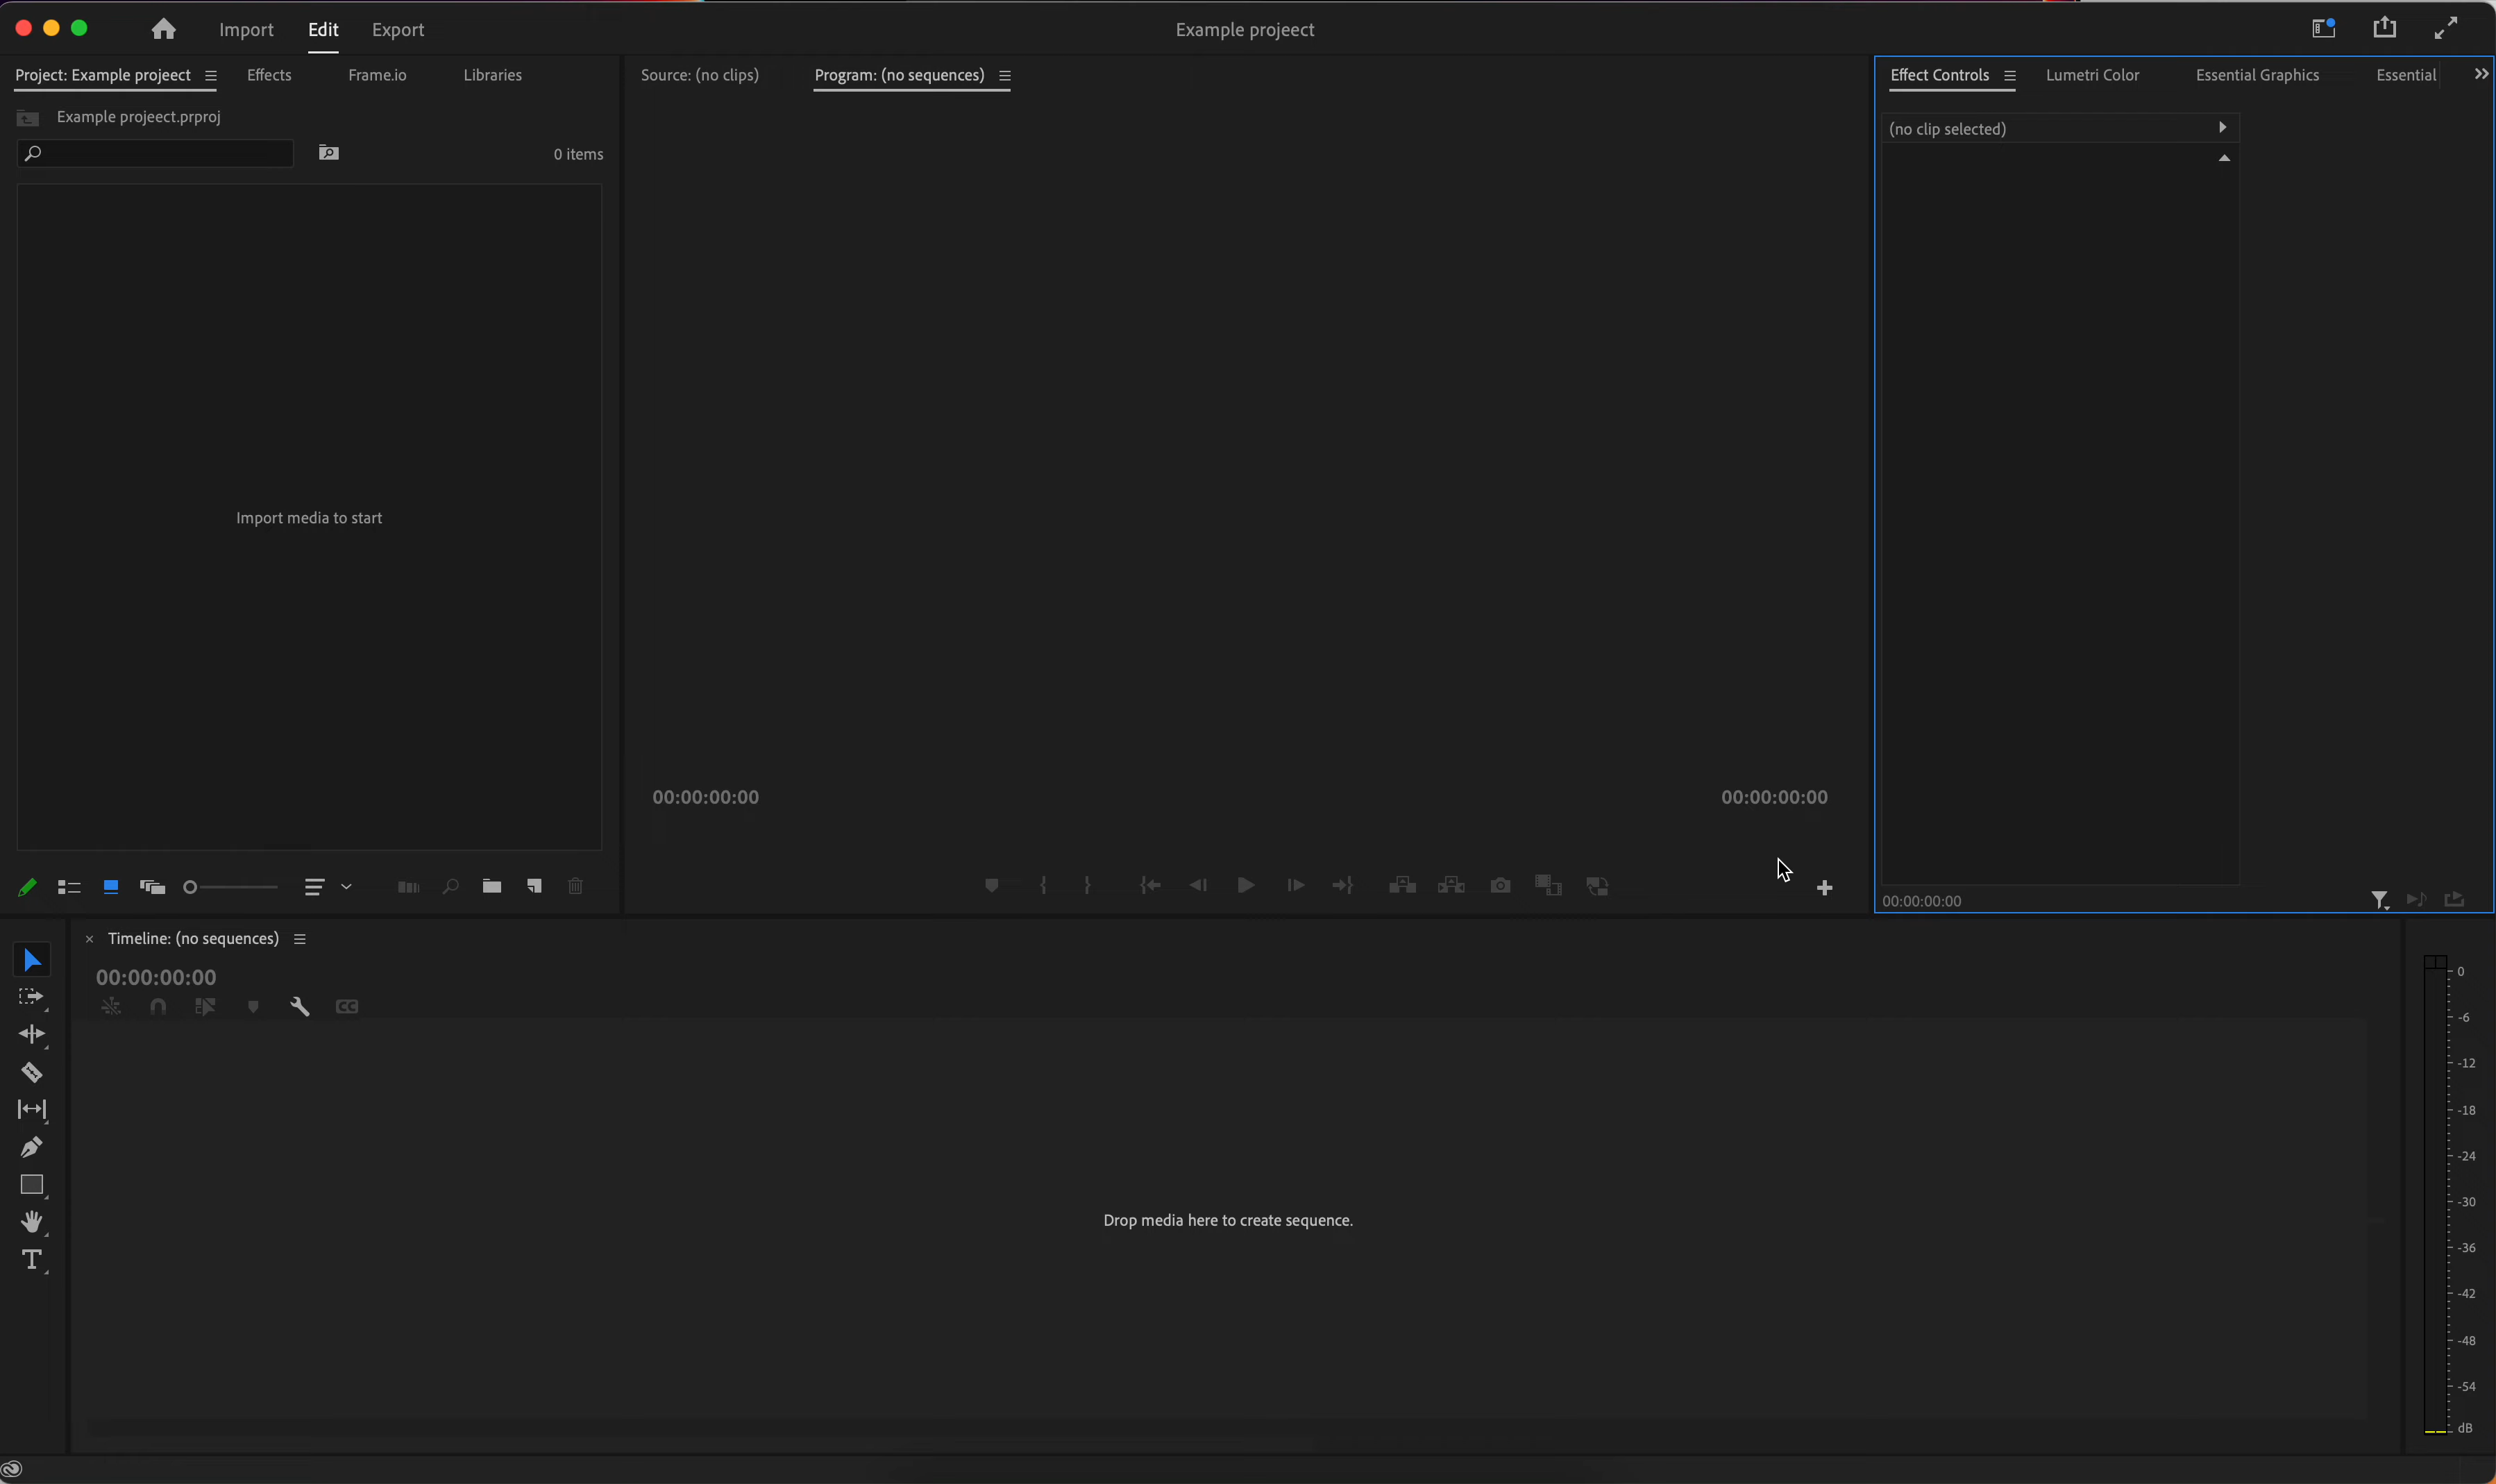 Import Edit Export Example projeect
Project: Example projeect Effects Frame.io Libraries
Source: (no clips) Program: (no sequences)
Effect Controls Lumetri Color Essential Graphics Essential
Example projeect.prproj
0 items
(no clip selected)
Import media to start
00:00:00:00 00:00:00:00
00:00:00:00
Timeline: (no sequences)
00:00:00:00
CC
Drop media here to create sequence.
T
0
-6
-12
-18
-24
-30
-36
-42
-48
-54
dB